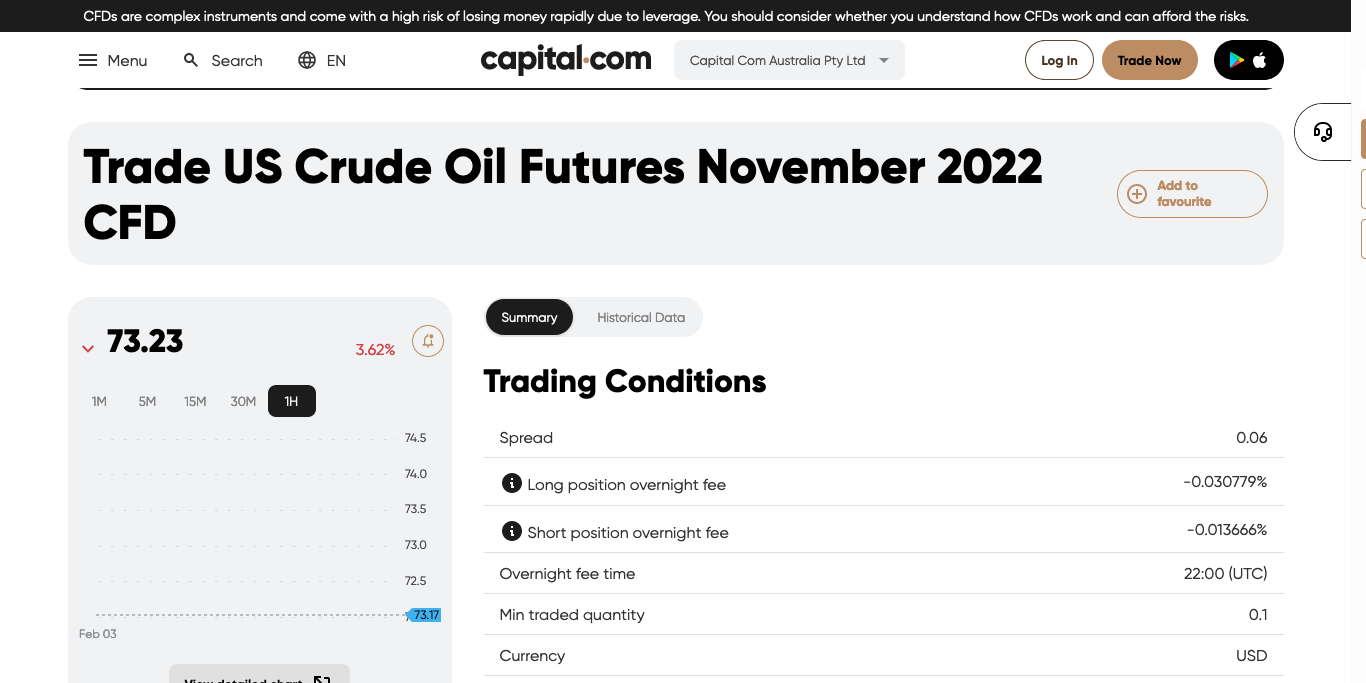 CFDs are complex instruments and come with a high risk of losing money rapidly due to leverage. You should consider whether you understand how CFDs work and can afford the risks.
Menu
Search
EN
capital.com
Capital Com Australia Pty Ltd
Log In
Trade Now
Trade US Crude Oil Futures November 2022
CFD
Add to
favourite
73.23
3.62%
1M 5M 15M 30M 1H
74.5
74.0
73.5
73.0
72.5
73.17
Feb 03
View detailed chart
Summary
Historical Data
Trading Conditions
Spread 0.06
Long position overnight fee -0.030779%
Short position overnight fee -0.013666%
Overnight fee time 22:00 (UTC)
Min traded quantity 0.1
Currency USD